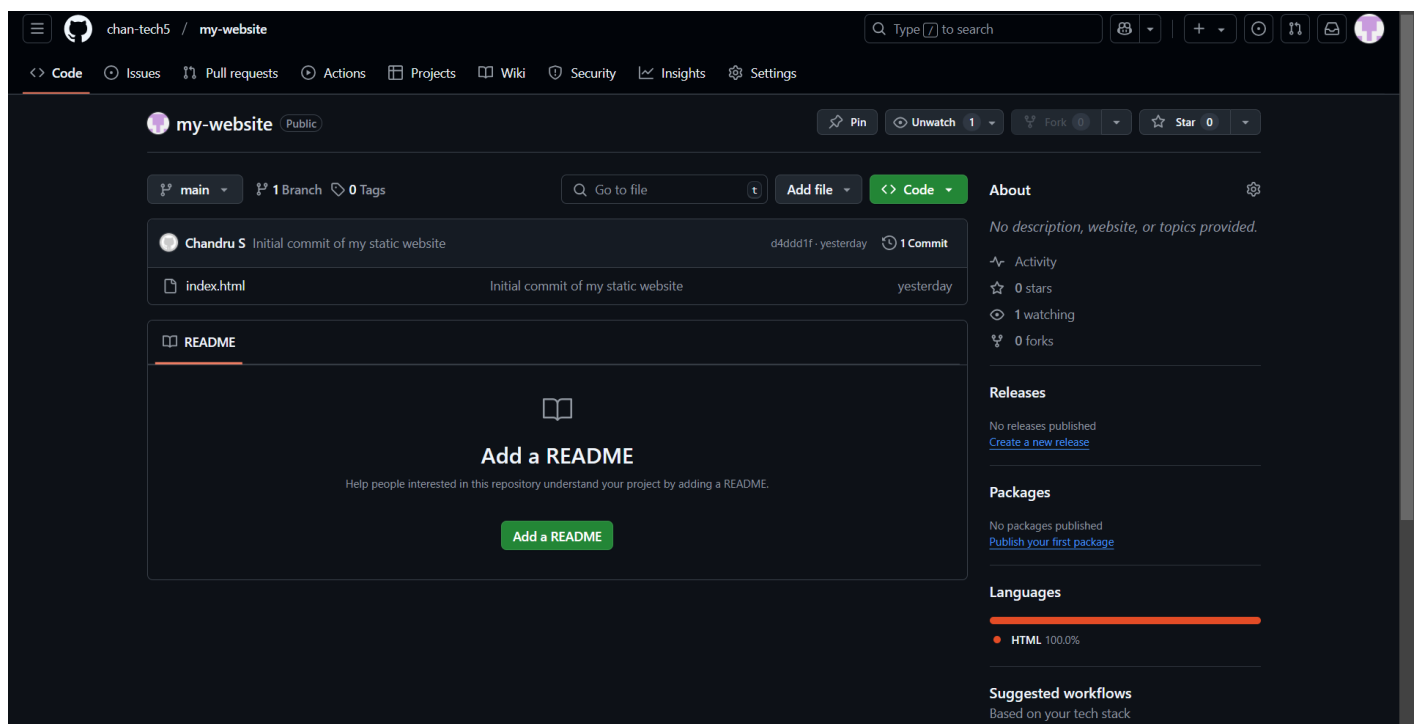 chan-tech5 / my-website
Type / to search
Code Issues Pull requests Actions Projects Wiki Security Insights Settings
my-website Public
Pin Unwatch 1 Fork 0 Star 0
main 1 Branch 0 Tags Go to file t Add file Code
Chandru S Initial commit of my static website d4ddd1f · yesterday 1 Commit
index.html Initial commit of my static website yesterday
README
Add a README
Help people interested in this repository understand your project by adding a README.
Add a README
About
No description, website, or topics provided.
Activity
0 stars
1 watching
0 forks
Releases
No releases published
Create a new release
Packages
No packages published
Publish your first package
Languages
HTML 100.0%
Suggested workflows
Based on your tech stack